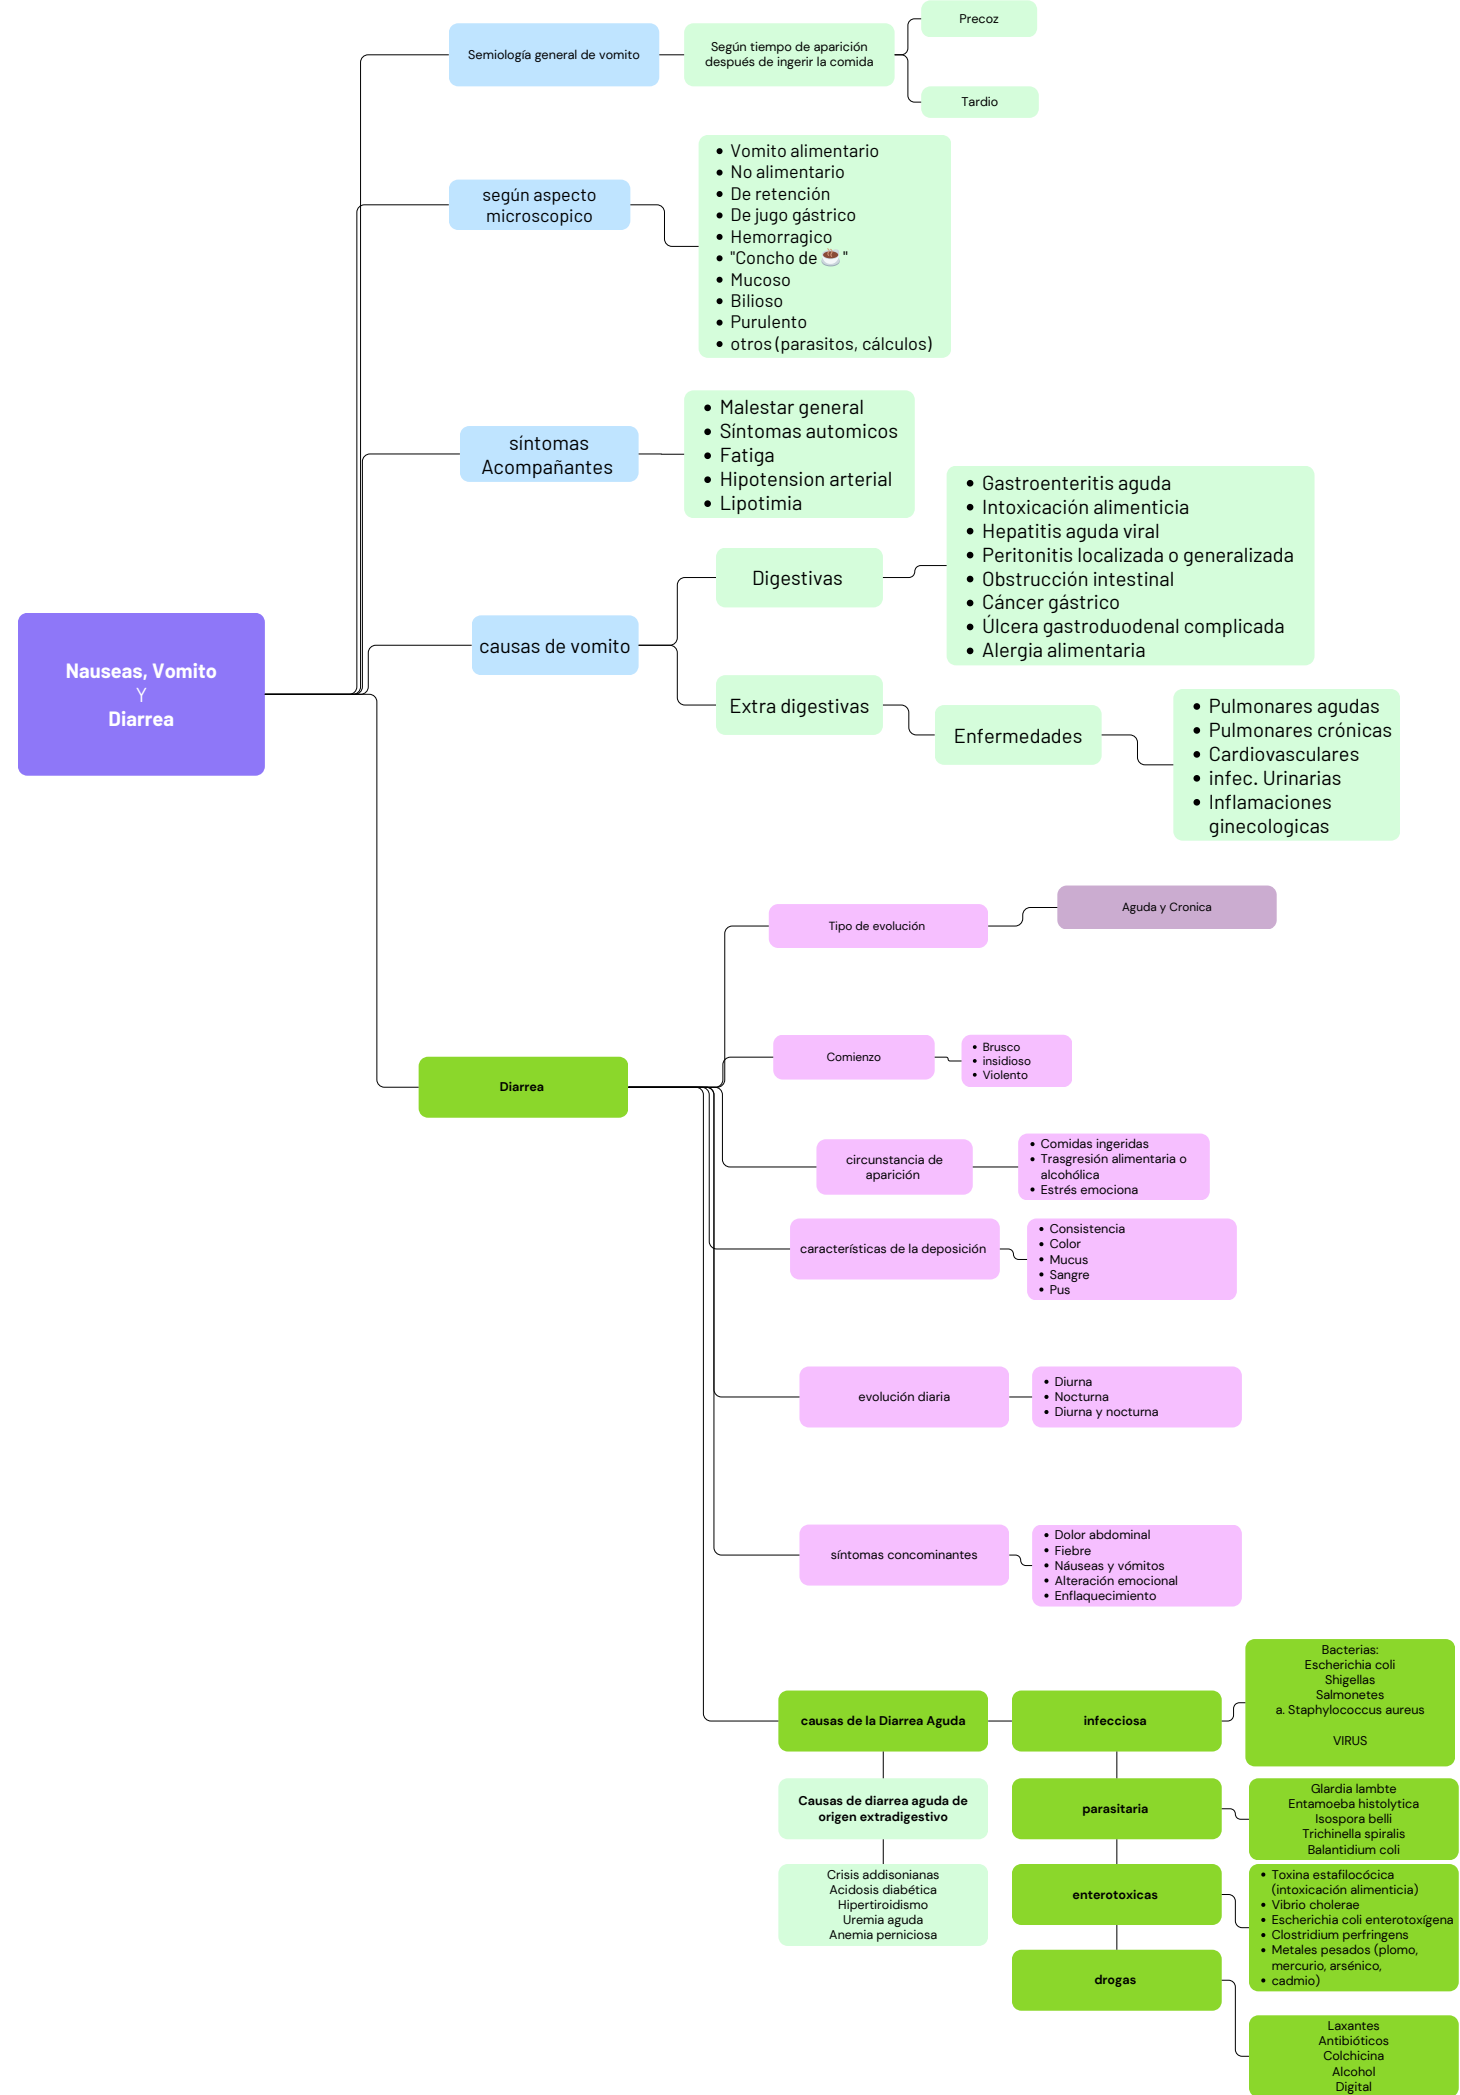 Nauseas, Vomito
Y
Diarrea
Semiología general de vomito
Según tiempo de aparición
después de ingerir la comida
Precoz
Tardio
según aspecto
microscopico
• Vomito alimentario
• No alimentario
• De retención
• De jugo gástrico
• Hemorragico
• "Concho de ☕"
• Mucoso
• Bilioso
• Purulento
• otros (parasitos, cálculos)
síntomas
Acompañantes
• Malestar general
• Síntomas automicos
• Fatiga
• Hipotension arterial
• Lipotimia
causas de vomito
Digestivas
• Gastroenteritis aguda
• Intoxicación alimenticia
• Hepatitis aguda viral
• Peritonitis localizada o generalizada
• Obstrucción intestinal
• Cáncer gástrico
• Úlcera gastroduodenal complicada
• Alergia alimentaria
Extra digestivas
Enfermedades
• Pulmonares agudas
• Pulmonares crónicas
• Cardiovasculares
• infec. Urinarias
• Inflamaciones
ginecologicas
Diarrea
Tipo de evolución
Aguda y Cronica
Comienzo
• Brusco
• insidioso
• Violento
circunstancia de
aparición
• Comidas ingeridas
• Trasgresión alimentaria o
alcohólica
• Estrés emociona
características de la deposición
• Consistencia
• Color
• Mucus
• Sangre
• Pus
evolución diaria
• Diurna
• Nocturna
• Diurna y nocturna
síntomas concominantes
• Dolor abdominal
• Fiebre
• Náuseas y vómitos
• Alteración emocional
• Enflaquecimiento
causas de la Diarrea Aguda
infecciosa
Bacterias:
Escherichia coli
Shigellas
Salmonetes
a. Staphylococcus aureus
VIRUS
Causas de diarrea aguda de
origen extradigestivo
Crisis addisonianas
Acidosis diabética
Hipertiroidismo
Uremia aguda
Anemia perniciosa
parasitaria
Glardia lambte
Entamoeba histolytica
Isospora belli
Trichinella spiralis
Balantidium coli
enterotoxicas
• Toxina estafilocócica
(intoxicación alimenticia)
• Vibrio cholerae
• Escherichia coli enterotoxígena
• Clostridium perfringens
• Metales pesados (plomo,
mercurio, arsénico,
• cadmio)
drogas
Laxantes
Antibióticos
Colchicina
Alcohol
Digital